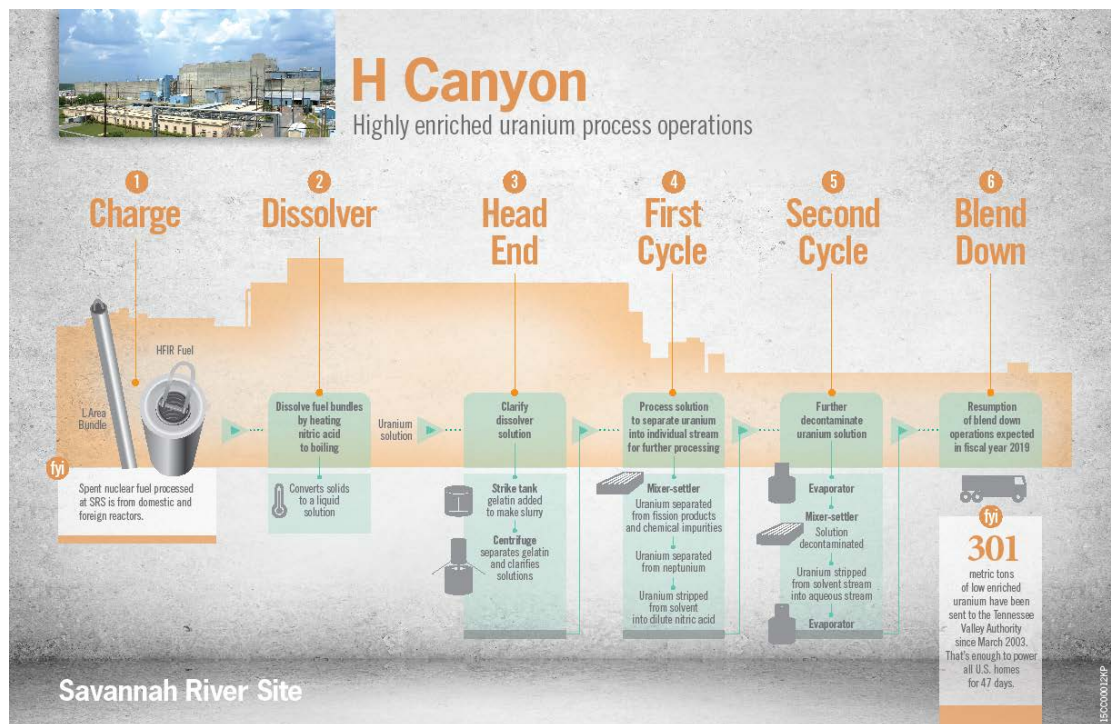 H Canyon
Highly enriched uranium process operations
1
Charge
2
Dissolver
3
Head
End
4
First
Cycle
5
Second
Cycle
6
Blend
Down
HFIR Fuel
L Area
Bundle
fyi
Spent nuclear fuel processed
at SRS is from domestic and
foreign reactors.
Dissolve fuel bundles
by heating
nitric acid
to boiling
Converts solids
to a liquid
solution
Uranium
solution
Clarify
dissolver
solution
Strike tank
gelatin added
to make slurry
Centrifuge
separates gelatin
and clarifies
solutions
Process solution
to separate uranium
into individual stream
for further processing
Mixer-settler
Uranium separated
from fission products
and chemical impurities
Uranium separated
from neptunium
Uranium stripped
from solvent
into dilute nitric acid
Further
decontaminate
uranium solution
Evaporator
Mixer-settler
Solution
decontaminated
Uranium stripped
from solvent stream
into aqueous stream
Evaporator
Resumption
of blend down
operations expected
in fiscal year 2019
fyi
301
metric tons
of low enriched
uranium have been
sent to the Tennessee
Valley Authority
since March 2003.
That's enough to power
all U.S. homes
for 47 days.
Savannah River Site
15CC00012KP